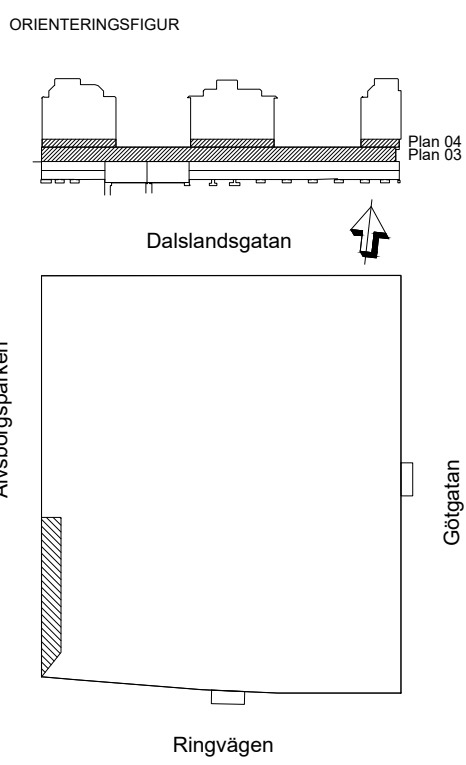 ORIENTERINGSFIGUR
Plan 04
Plan 03
Dalslandsgatan
Götgatan
Ringvägen